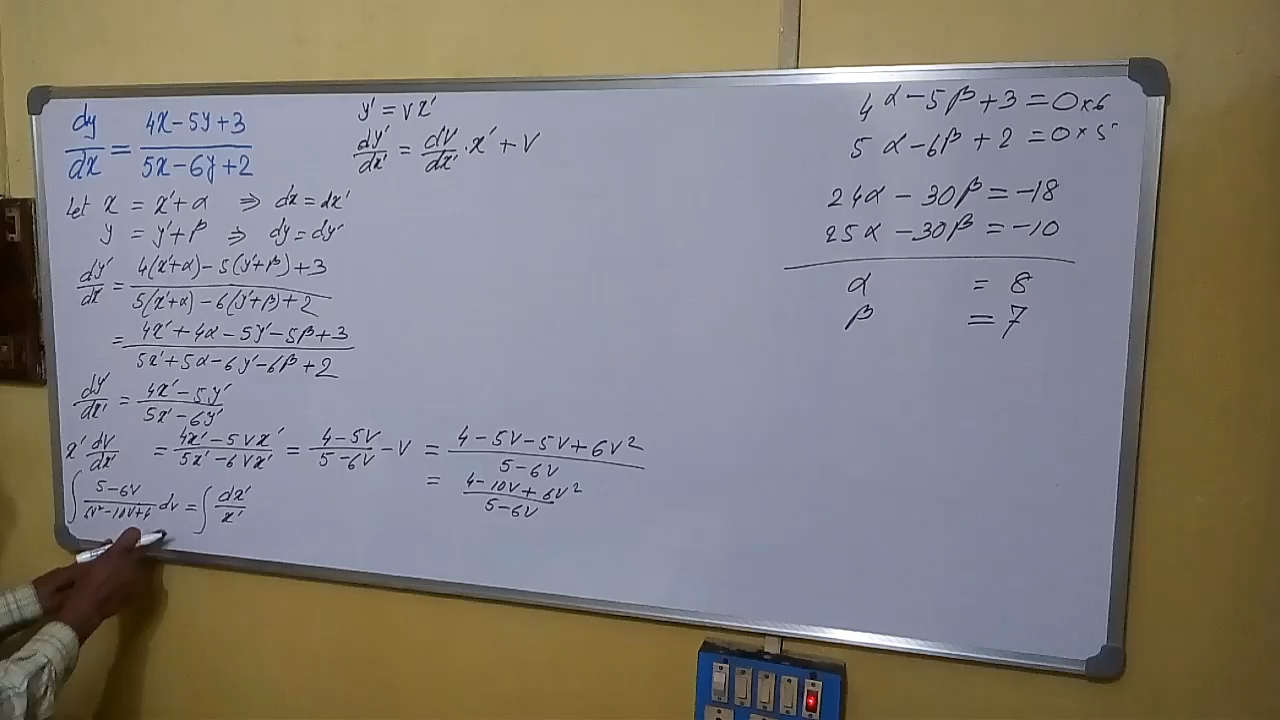 dy/dx = (4x-5y+3)/(5x-6y+2)
Let x = x'+α ⇒ dx = dx'
y = y'+β ⇒ dy = dy'
dy'/dx' = (4(x'+α)-5(y'+β)+3)/(5(x'+α)-6(y'+β)+2)
= (4x'+4α-5y'-5β+3)/(5x'+5α-6y'-6β+2)
dy'/dx' = (4x'-5y')/(5x'-6y')
x' dv/dx' = (4x'-5vx')/(5x'-6vx') = (4-5v)/(5-6v) - v = (4-5v-5v+6v²)/(5-6v)
= (4-10v+6v²)/(5-6v)
∫ (5-6v)/(6v²-10v+4) dv = ∫ dx'/x'
y' = vx'
dy'/dx' = dv/dx' · x' + v
4α-5β+3 = 0×6
5α-6β+2 = 0×5
24α-30β = -18
25α-30β = -10
α = 8
β = 7